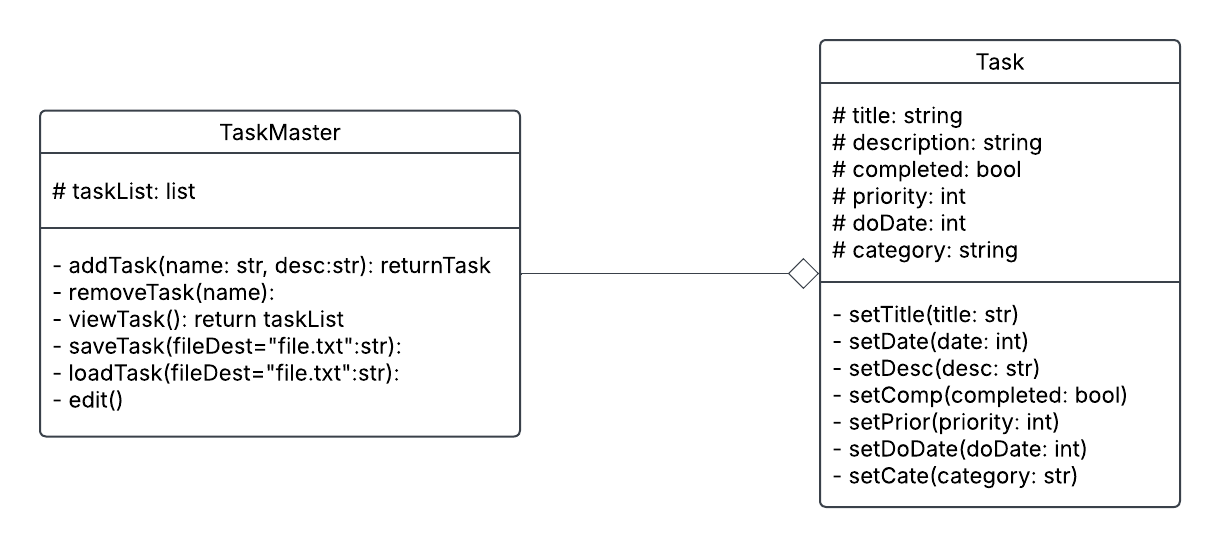 TaskMaster
# taskList: list
- addTask(name: str, desc:str): returnTask
- removeTask(name):
- viewTask(): return taskList
- saveTask(fileDest="file.txt":str):
- loadTask(fileDest="file.txt":str):
- edit()
Task
# title: string
# description: string
# completed: bool
# priority: int
# doDate: int
# category: string
- setTitle(title: str)
- setDate(date: int)
- setDesc(desc: str)
- setComp(completed: bool)
- setPrior(priority: int)
- setDoDate(doDate: int)
- setCate(category: str)